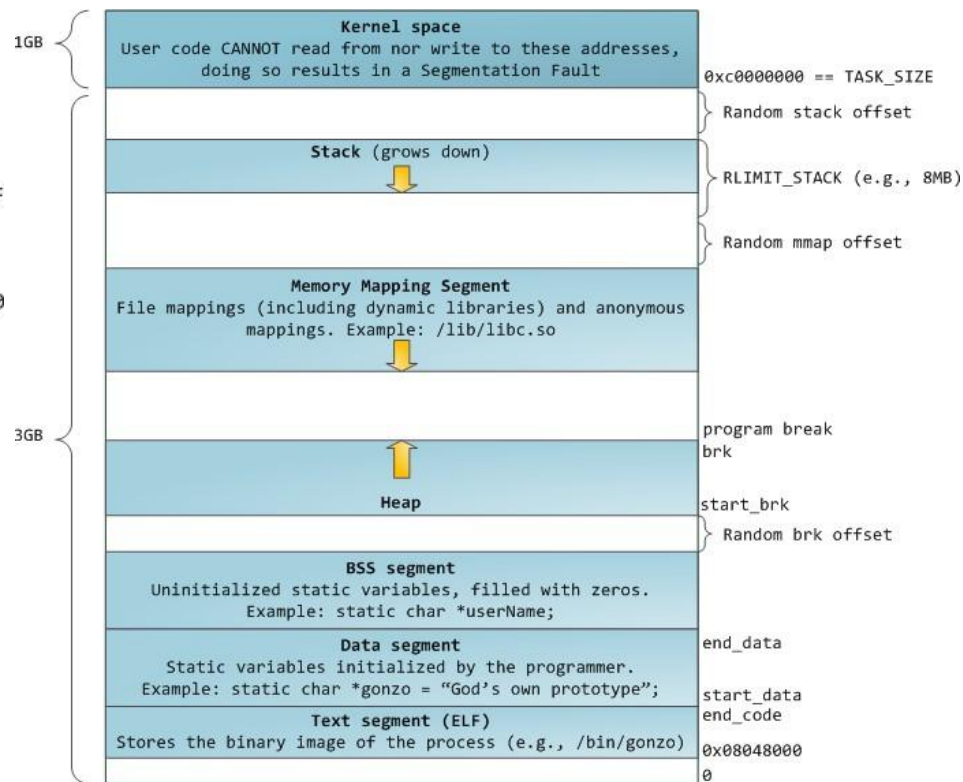 1GB
Kernel space
User code CANNOT read from nor write to these addresses,
doing so results in a Segmentation Fault
0xc0000000 == TASK_SIZE
Random stack offset
Stack (grows down)
RLIMIT_STACK (e.g., 8MB)
Random mmap offset
Memory Mapping Segment
File mappings (including dynamic libraries) and anonymous
mappings. Example: /lib/libc.so
3GB
program break
brk
Heap
start_brk
Random brk offset
BSS segment
Uninitialized static variables, filled with zeros.
Example: static char *userName;
Data segment
Static variables initialized by the programmer.
Example: static char *gonzo = “God’s own prototype”;
end_data
start_data
end_code
Text segment (ELF)
Stores the binary image of the process (e.g., /bin/gonzo)
0x08048000
0